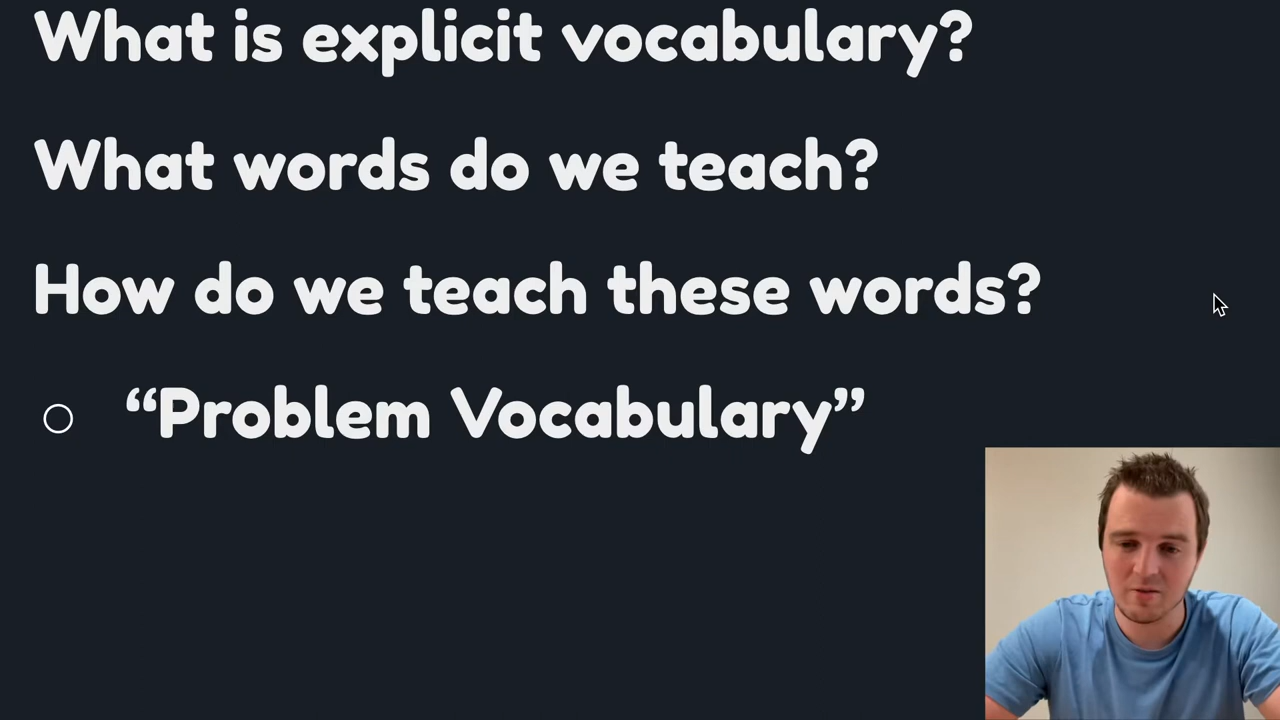 What is explicit vocabulary?
What words do we teach?
How do we teach these words?
“Problem Vocabulary”